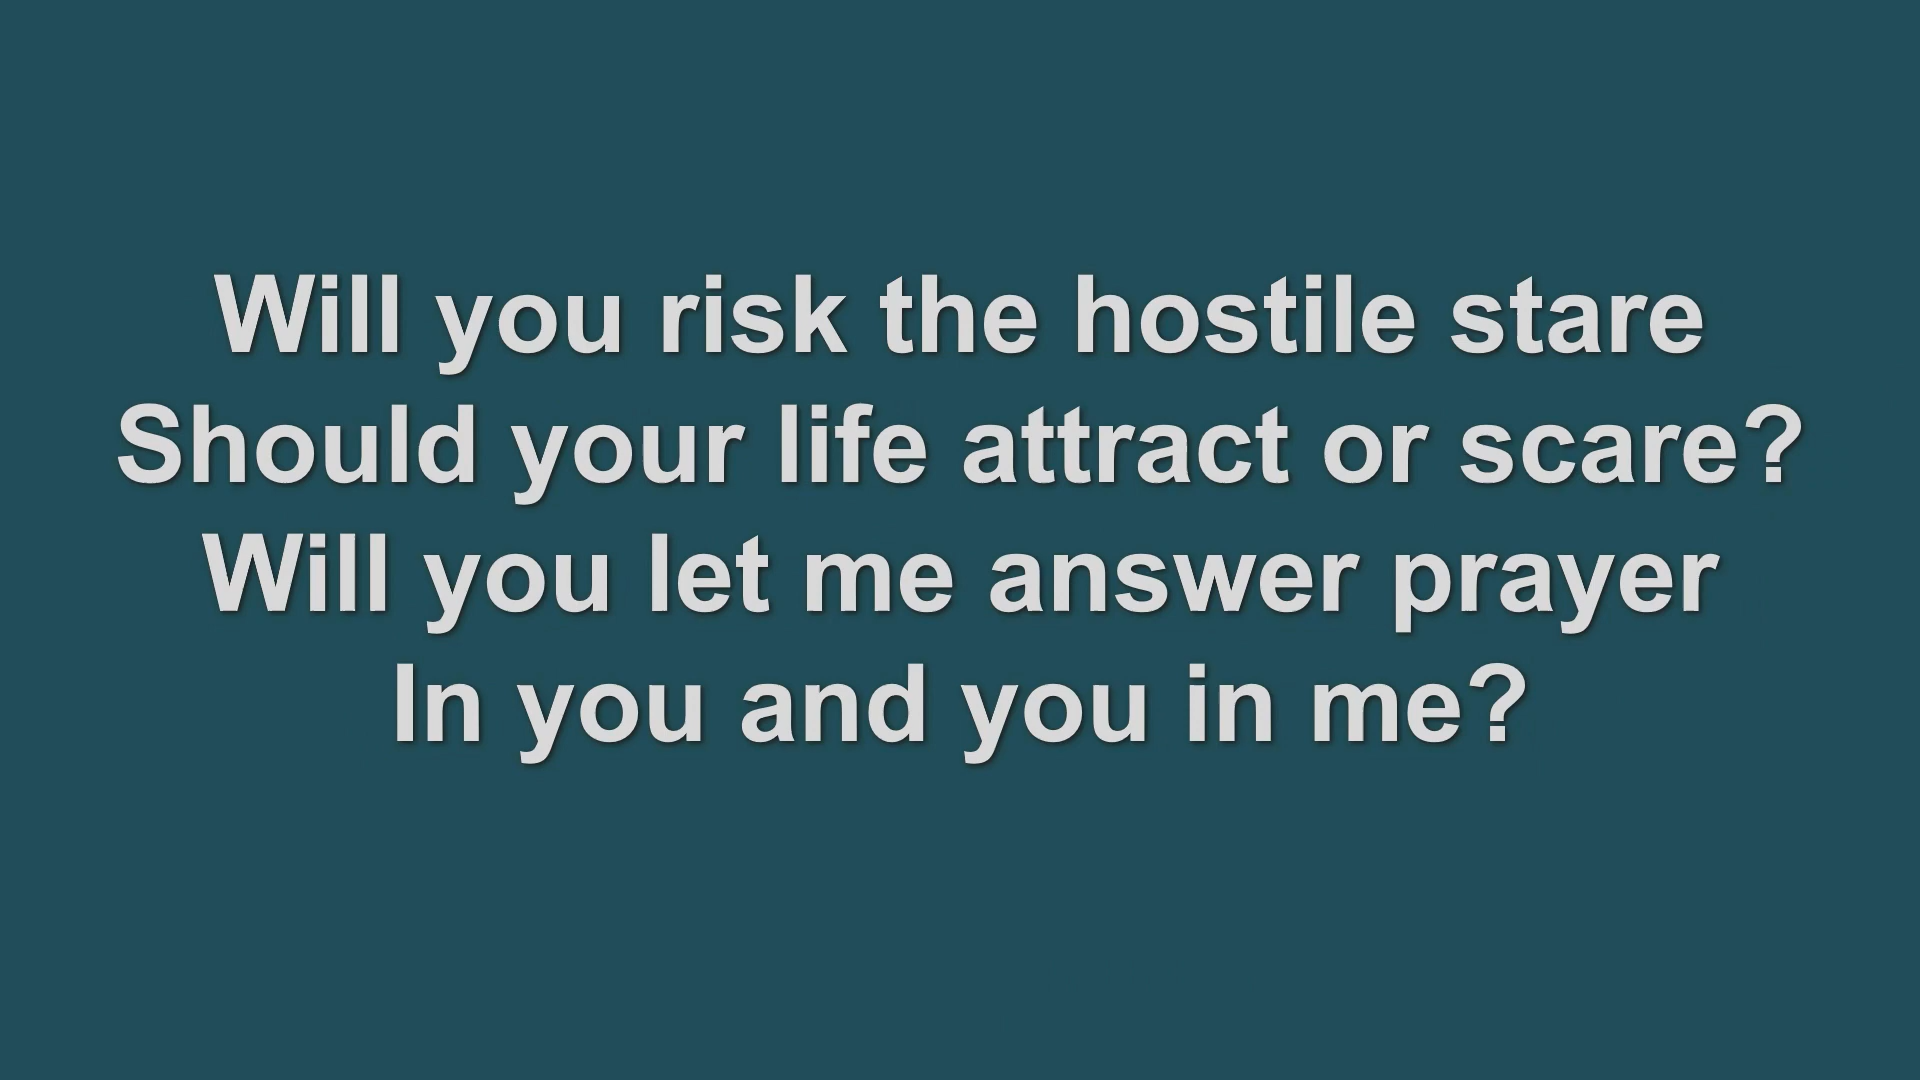 Will you risk the hostile stare
Should your life attract or scare?
Will you let me answer prayer
In you and you in me?